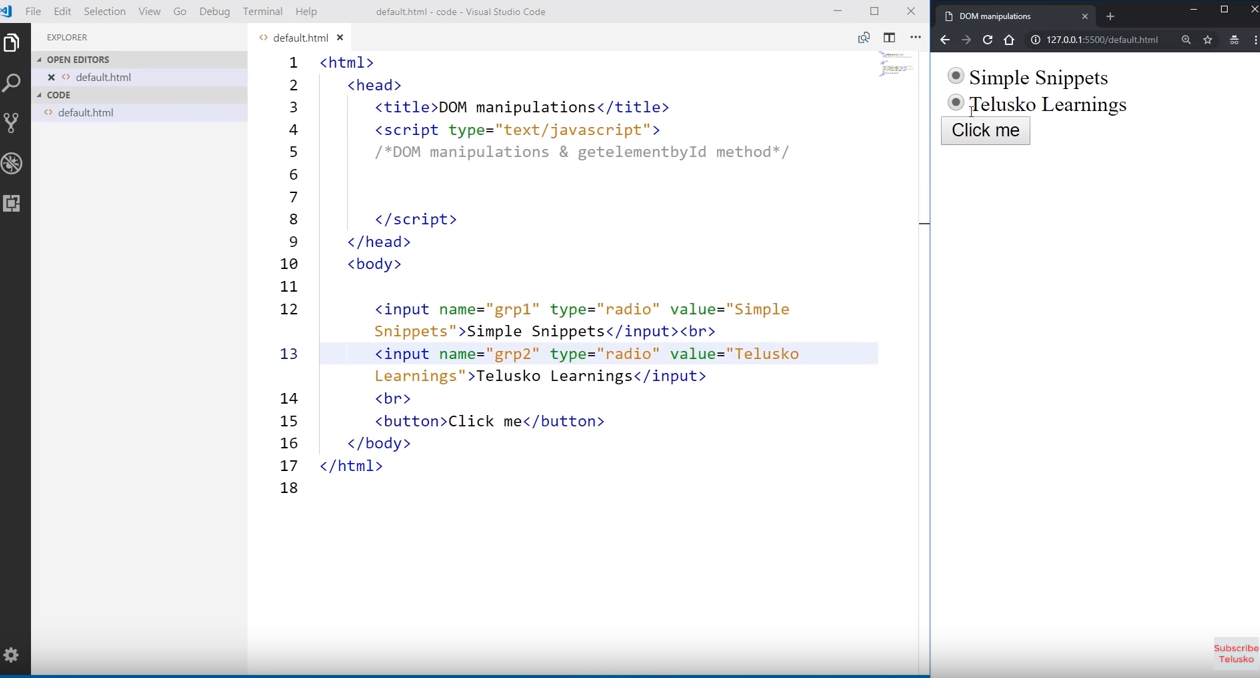 File Edit Selection View Go Debug Terminal Help default.html - code - Visual Studio Code
EXPLORER
OPEN EDITORS
default.html
CODE
default.html
default.html
1 <html>
2 <head>
3 <title>DOM manipulations</title>
4 <script type="text/javascript">
5 /*DOM manipulations & getelementbyId method*/
6
7
8 </script>
9 </head>
10 <body>
11
12 <input name="grp1" type="radio" value="Simple
Snippets">Simple Snippets</input><br>
13 <input name="grp2" type="radio" value="Telusko
Learnings">Telusko Learnings</input>
14 <br>
15 <button>Click me</button>
16 </body>
17 </html>
18
DOM manipulations
127.0.0.1:5500/default.html
Simple Snippets
Telusko Learnings
Click me
Subscribe
Telusko